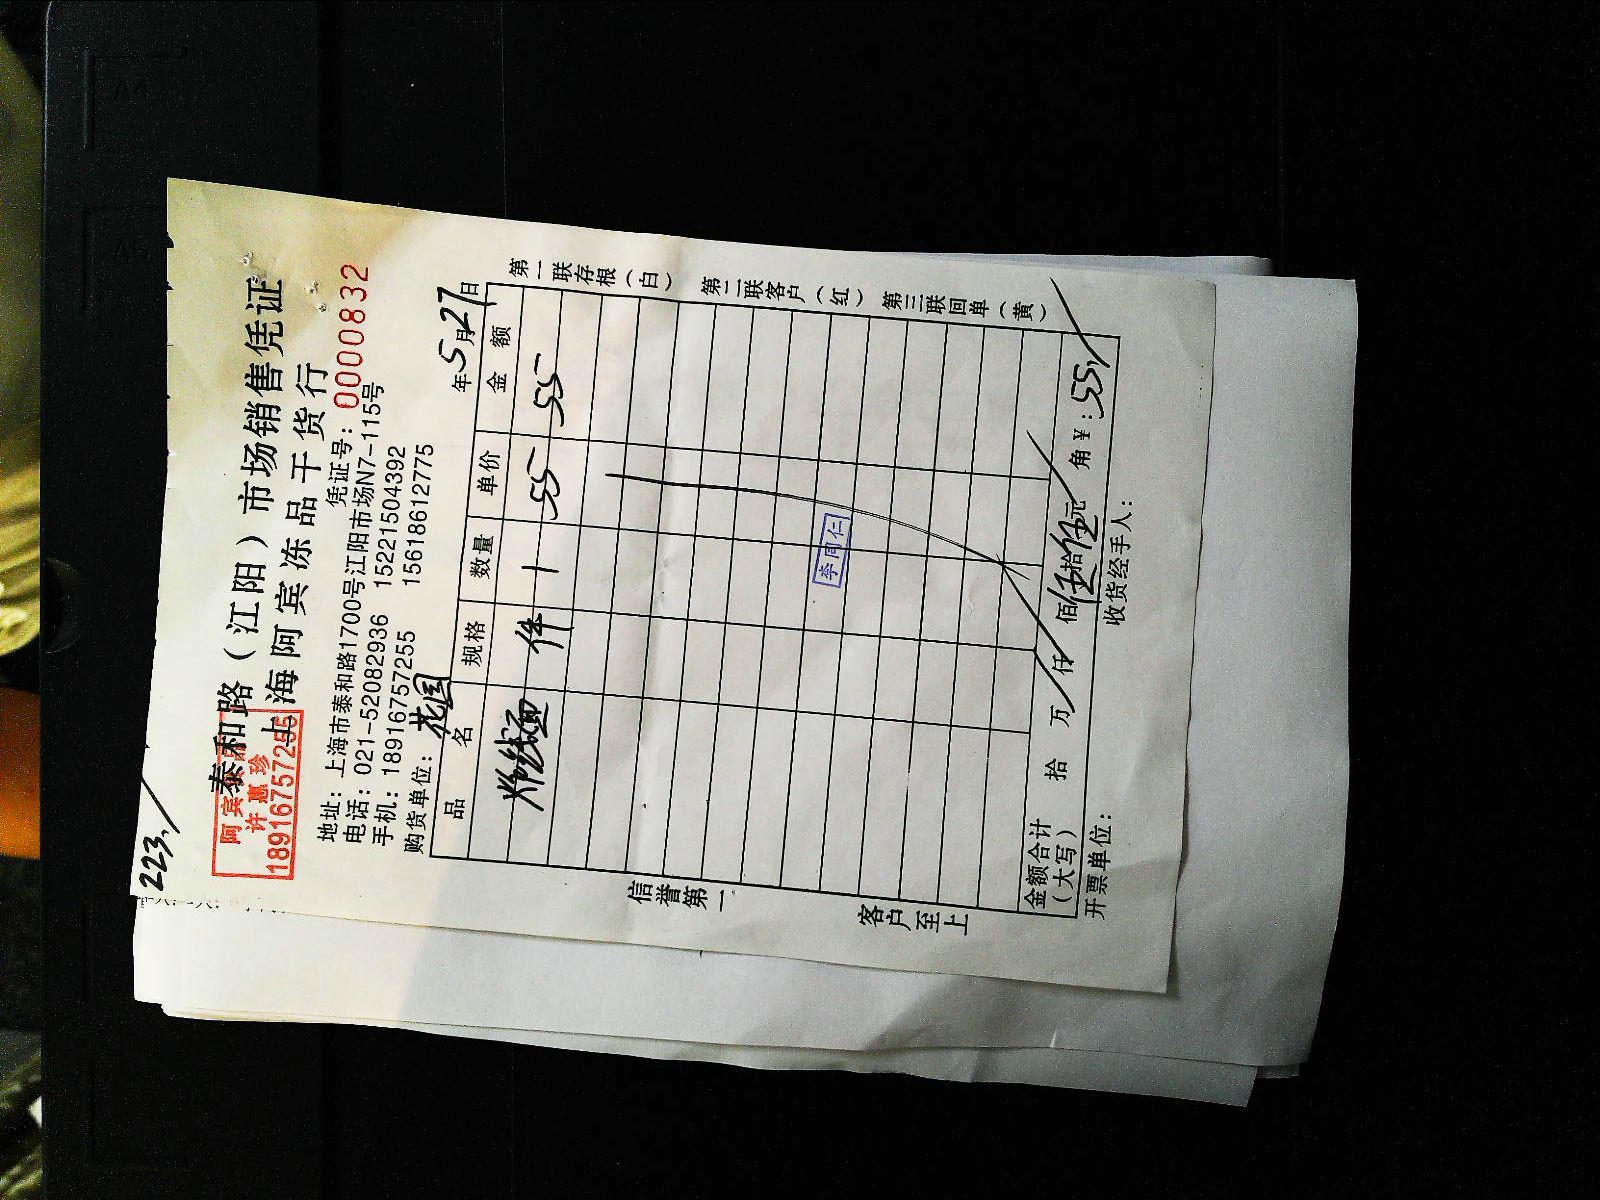 223.
泰和路（江阳）市场销售凭证
上海阿宾冻品干货行
阿宾
许惠珍
18916757255
凭证号：0000832
地址：上海市泰和路1700号江阳市场N7-115号
电话：021-52082936 15221504392
手机：18916757255 15618612775
购货单位：花园 年5月27日
品名 规格 数量 单价 金额
件 1 55 55
李同仁
金额合计（大写） 拾 万 仟 佰伍拾伍元 角 ¥：55.
开票单位： 收货经手人：
信誉第一 客户至上
第一联存根（白） 第二联客户（红） 第三联回单（黄）